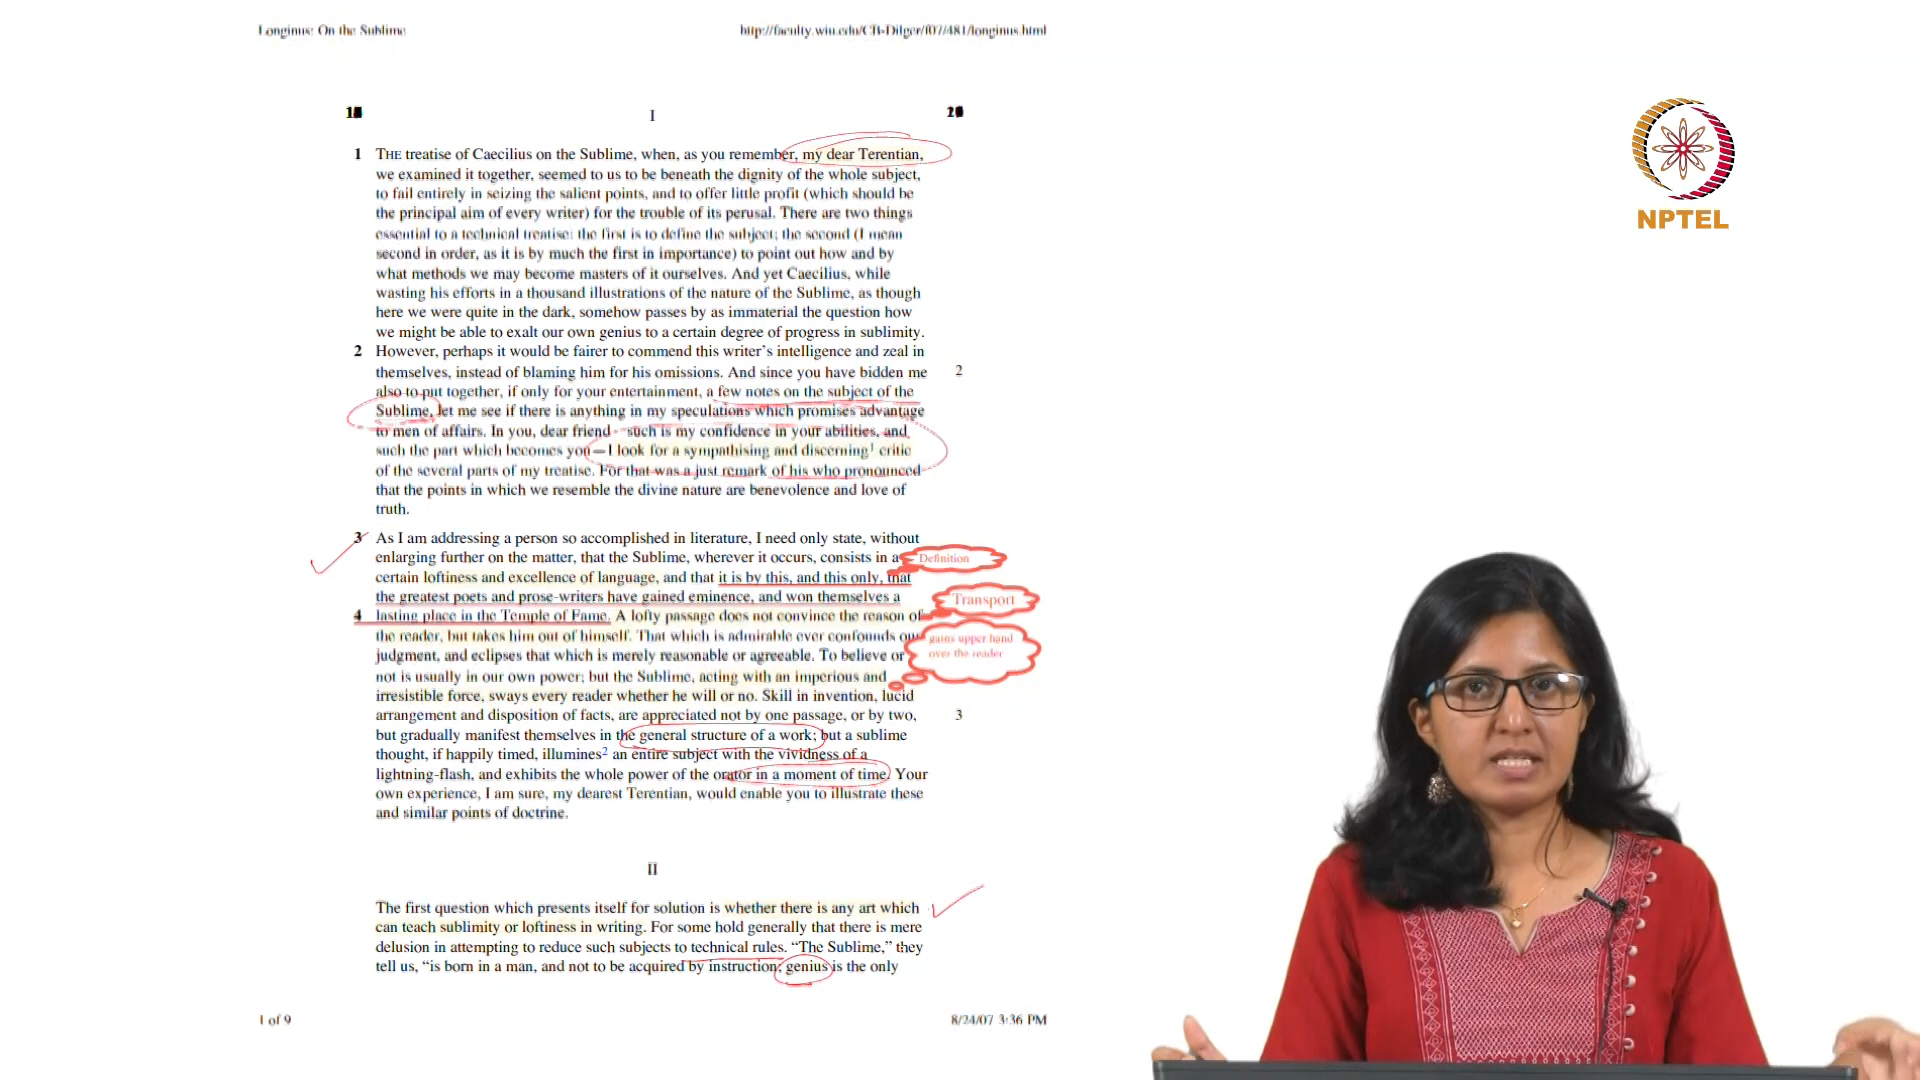 Longinus: On the Sublime
http://faculty.wiu.edu/CB-Dilger/f07/481/longinus.html
I
1 THE treatise of Caecilius on the Sublime, when, as you remember, my dear Terentian,
we examined it together, seemed to us to be beneath the dignity of the whole subject,
to fail entirely in seizing the salient points, and to offer little profit (which should be
the principal aim of every writer) for the trouble of its perusal. There are two things
essential to a technical treatise: the first is to define the subject; the second (I mean
second in order, as it is by much the first in importance) to point out how and by
what methods we may become masters of it ourselves. And yet Caecilius, while
wasting his efforts in a thousand illustrations of the nature of the Sublime, as though
here we were quite in the dark, somehow passes by as immaterial the question how
we might be able to exalt our own genius to a certain degree of progress in sublimity.
2 However, perhaps it would be fairer to commend this writer's intelligence and zeal in
themselves, instead of blaming him for his omissions. And since you have bidden me 2
also to put together, if only for your entertainment, a few notes on the subject of the
Sublime, let me see if there is anything in my speculations which promises advantage
to men of affairs. In you, dear friend—such is my confidence in your abilities, and
such the part which becomes you—I look for a sympathising and discerning1 critic
of the several parts of my treatise. For that was a just remark of his who pronounced
that the points in which we resemble the divine nature are benevolence and love of
truth.
3 As I am addressing a person so accomplished in literature, I need only state, without
enlarging further on the matter, that the Sublime, wherever it occurs, consists in a
certain loftiness and excellence of language, and that it is by this, and this only, that
the greatest poets and prose-writers have gained eminence, and won themselves a
4 lasting place in the Temple of Fame. A lofty passage does not convince the reason of
the reader, but takes him out of himself. That which is admirable ever confounds our
judgment, and eclipses that which is merely reasonable or agreeable. To believe or
not is usually in our own power; but the Sublime, acting with an imperious and
irresistible force, sways every reader whether he will or no. Skill in invention, lucid
arrangement and disposition of facts, are appreciated not by one passage, or by two, 3
but gradually manifest themselves in the general structure of a work; but a sublime
thought, if happily timed, illumines2 an entire subject with the vividness of a
lightning-flash, and exhibits the whole power of the orator in a moment of time. Your
own experience, I am sure, my dearest Terentian, would enable you to illustrate these
and similar points of doctrine.
Definition
Transport
gains upper hand
over the reader
II
The first question which presents itself for solution is whether there is any art which
can teach sublimity or loftiness in writing. For some hold generally that there is mere
delusion in attempting to reduce such subjects to technical rules. “The Sublime,” they
tell us, “is born in a man, and not to be acquired by instruction; genius is the only
1 of 9
8/24/07 3:36 PM
NPTEL